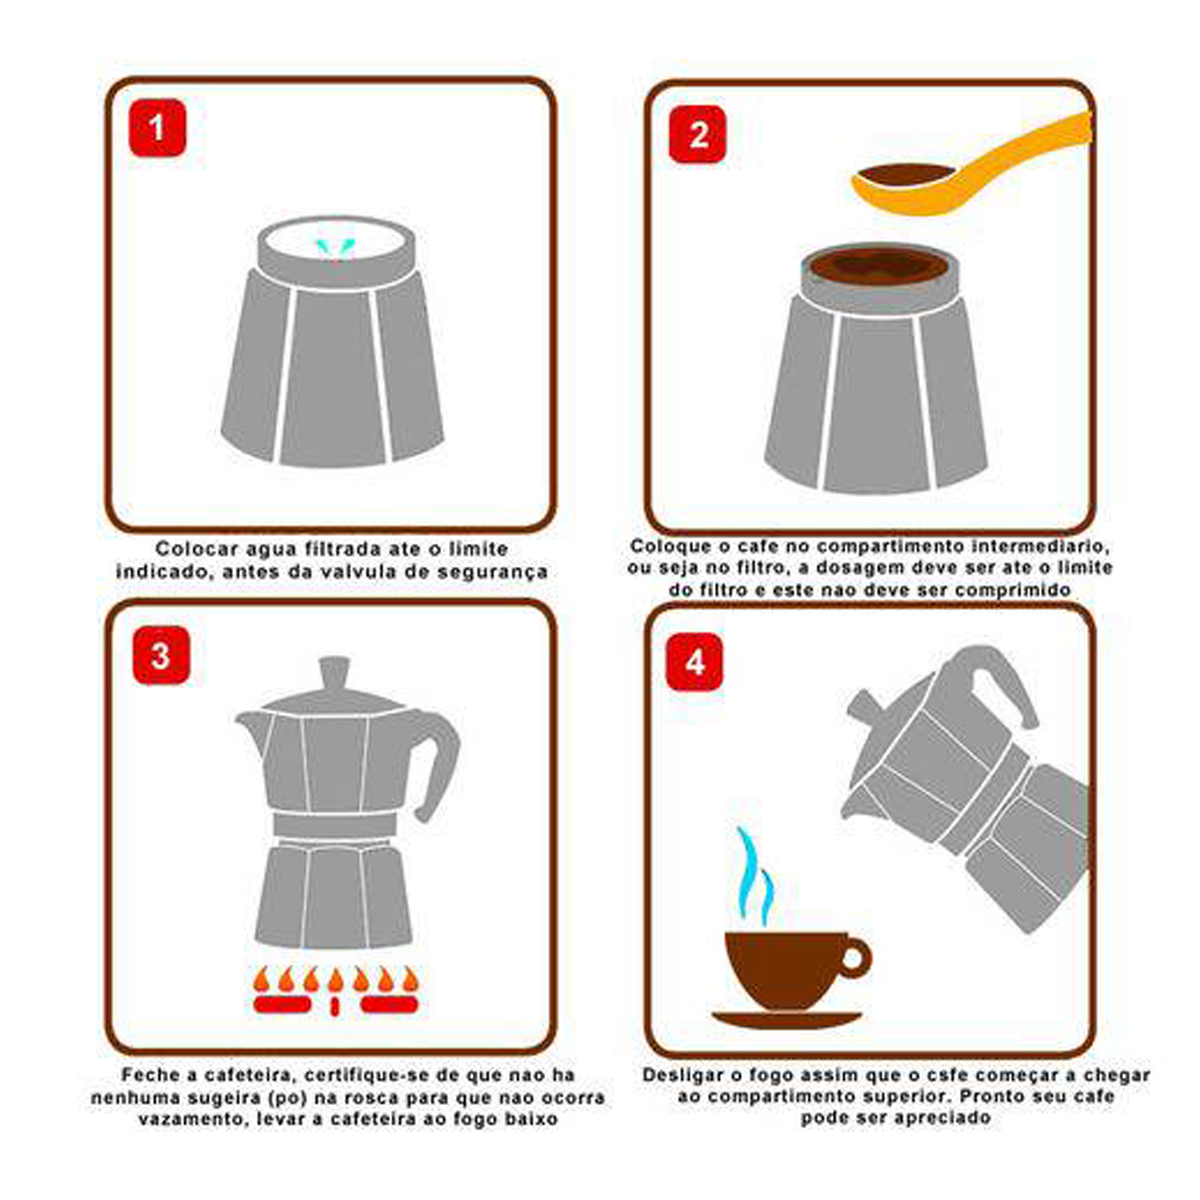 1
Colocar agua filtrada ate o limite
indicado, antes da valvula de segurança
2
Coloque o cafe no compartimento intermediario,
ou seja no filtro, a dosagem deve ser ate o limite
do filtro e este nao deve ser comprimido
3
Feche a cafeteira, certifique-se de que nao ha
nenhuma sugeira (po) na rosca para que nao ocorra
vazamento, levar a cafeteira ao fogo baixo
4
Desligar o fogo assim que o csfe começar a chegar
ao compartimento superior. Pronto seu cafe
pode ser apreciado